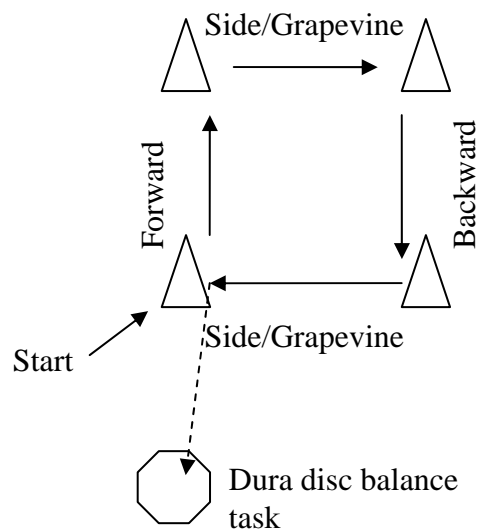 Side/Grapevine
Forward
Backward
Side/Grapevine
Start
Dura disc balance
task